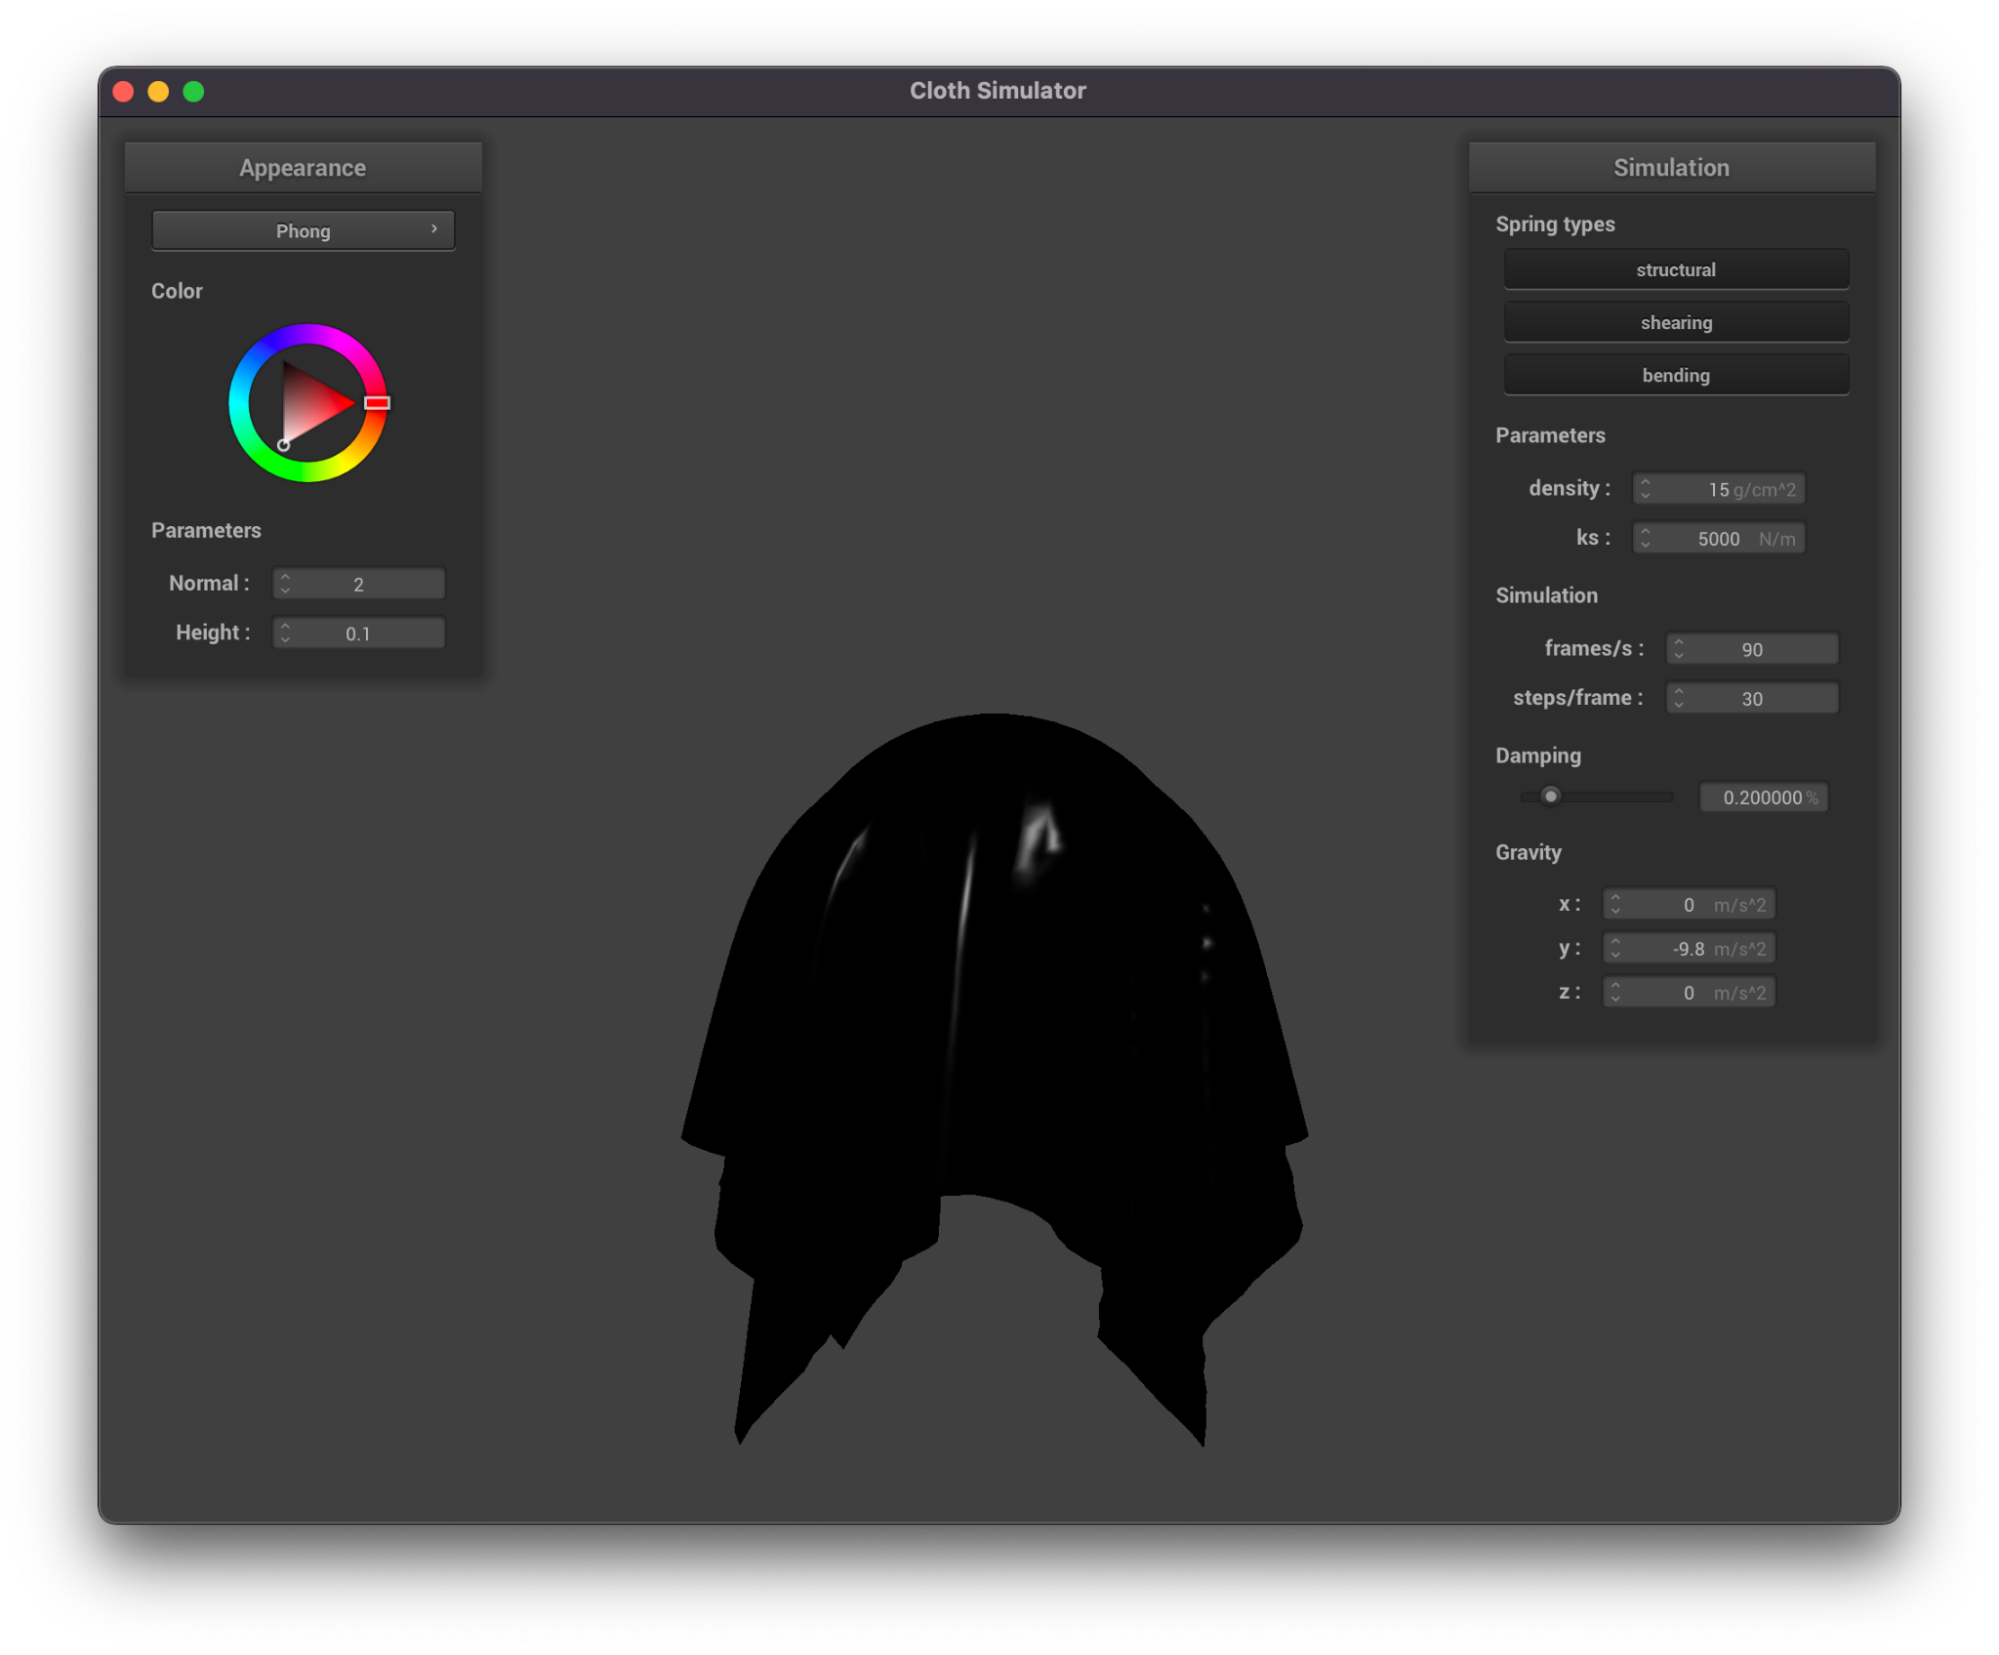 Cloth Simulator
Appearance
Phong
Color
Parameters
Normal : 2
Height : 0.1
Simulation
Spring types
structural
shearing
bending
Parameters
density : 15 g/cm^2
ks : 5000 N/m
Simulation
frames/s : 90
steps/frame : 30
Damping
0.200000 %
Gravity
x : 0 m/s^2
y : -9.8 m/s^2
z : 0 m/s^2